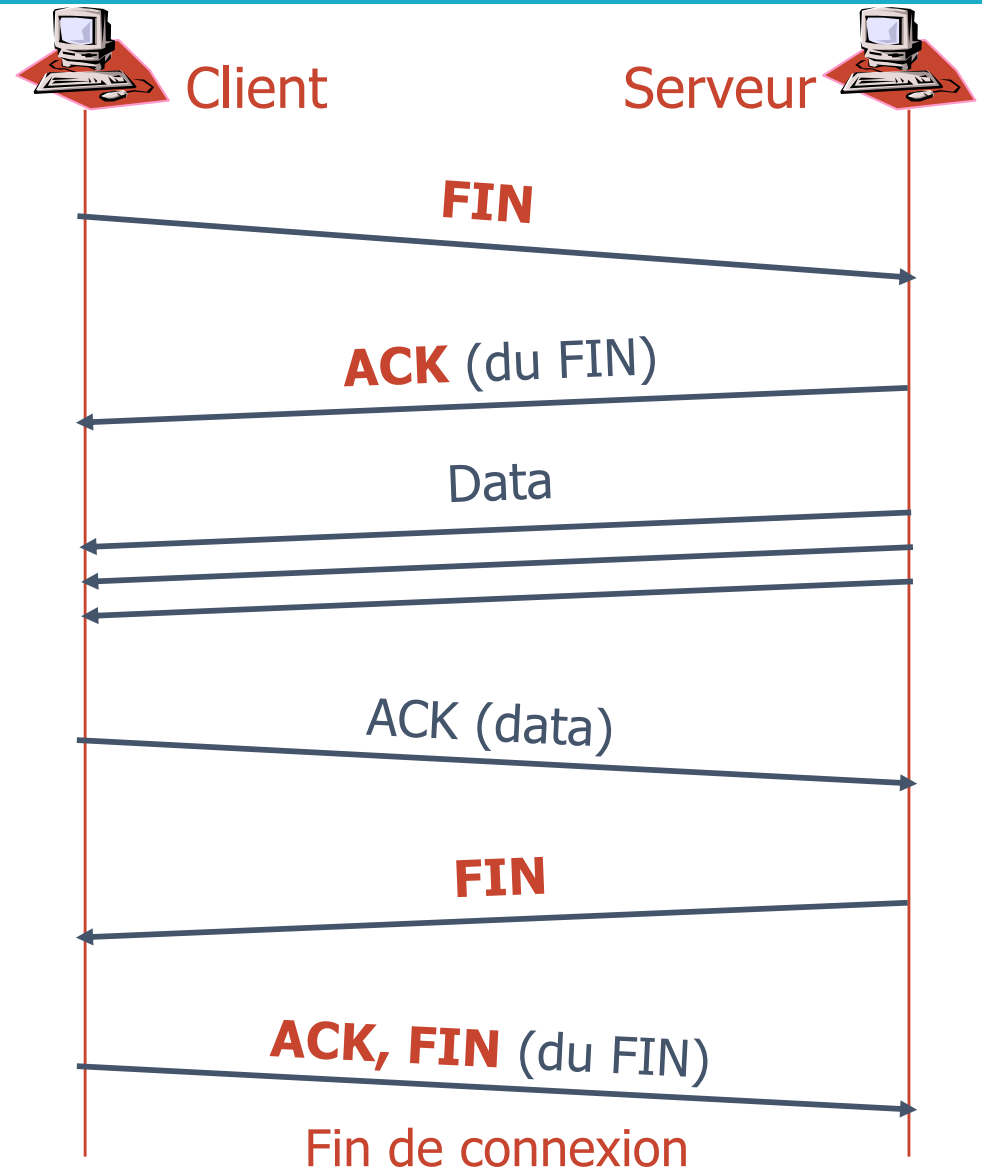 Client
Serveur
FIN
ACK (du FIN)
Data
ACK (data)
FIN
ACK, FIN (du FIN)
Fin de connexion